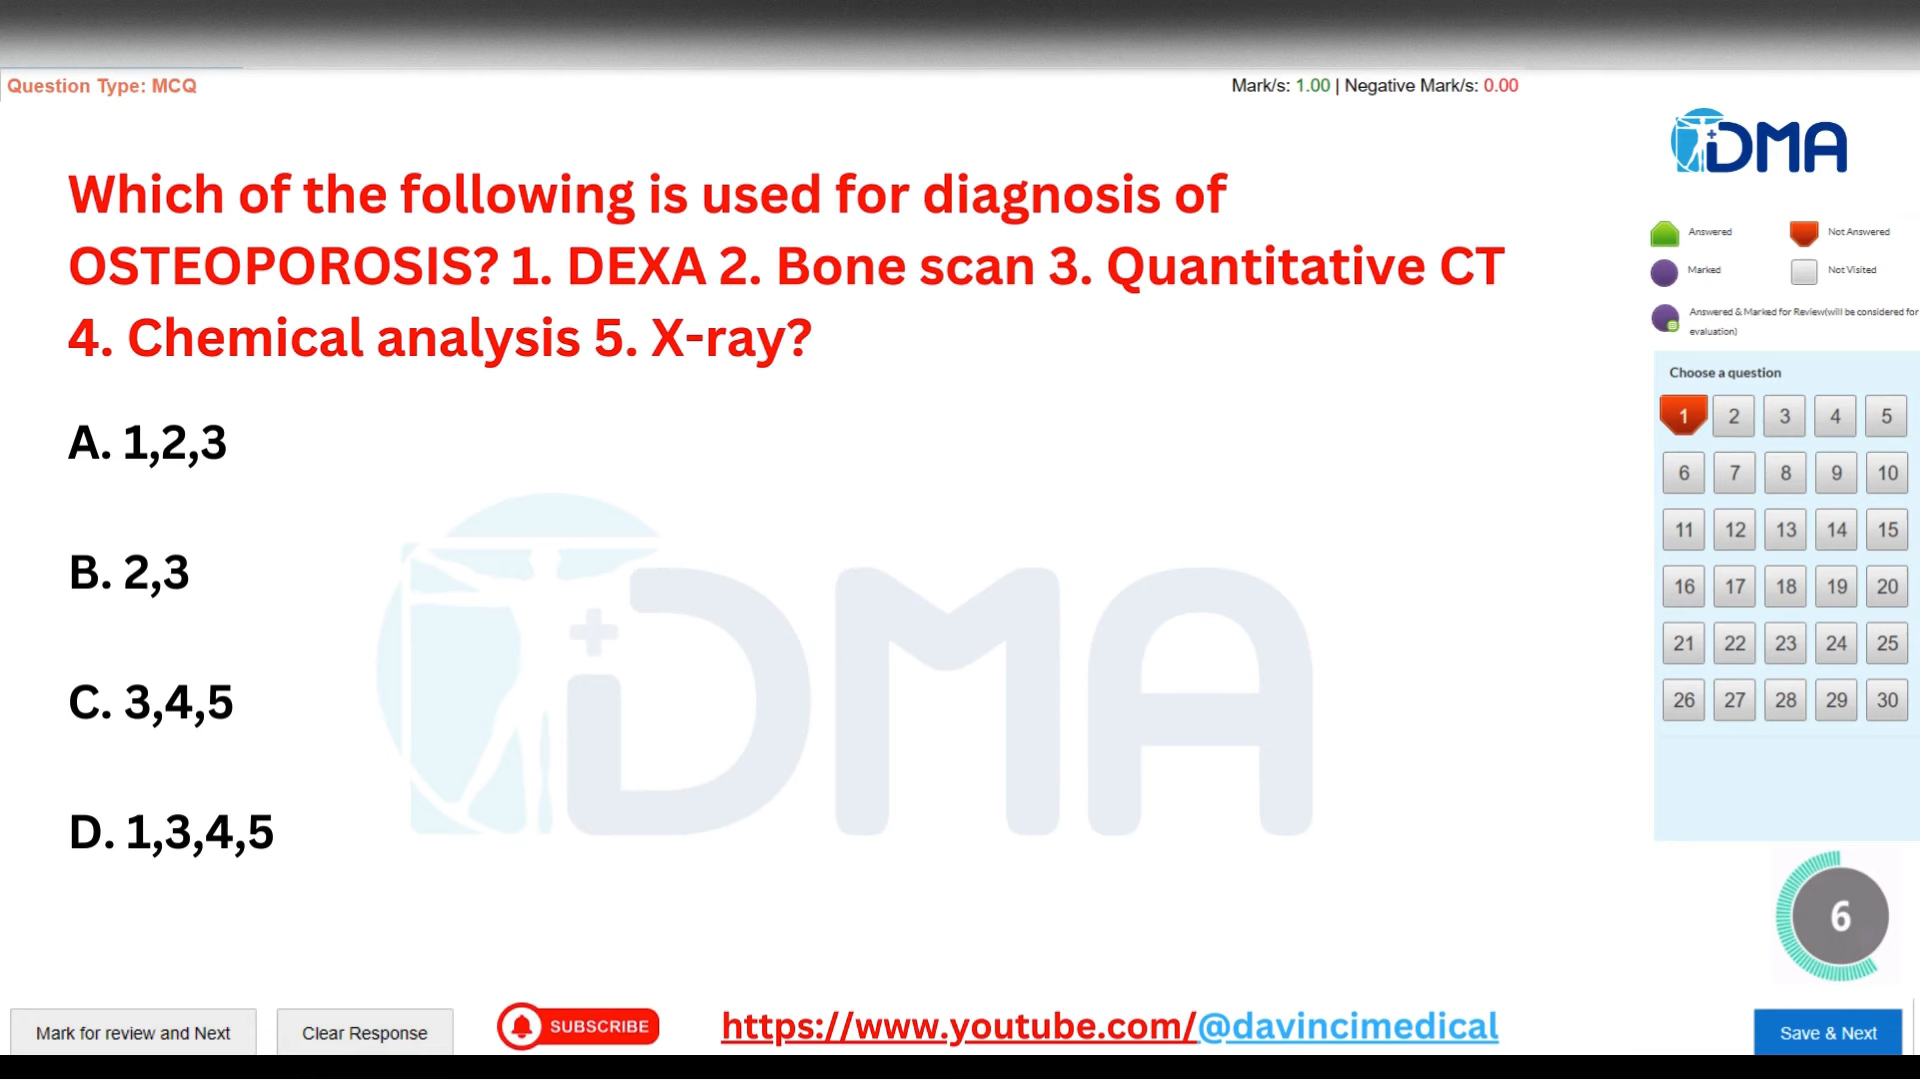 Question Type: MCQ
Mark/s: 1.00 | Negative Mark/s: 0.00
DMA
Which of the following is used for diagnosis of
OSTEOPOROSIS? 1. DEXA 2. Bone scan 3. Quantitative CT
4. Chemical analysis 5. X-ray?
A. 1,2,3
B. 2,3
C. 3,4,5
D. 1,3,4,5
DMA
Answered
Not Answered
Marked
Not Visited
Answered & Marked for Review(will be considered for
evaluation)
Choose a question
1 2 3 4 5
6 7 8 9 10
11 12 13 14 15
16 17 18 19 20
21 22 23 24 25
26 27 28 29 30
6
Mark for review and Next
Clear Response
SUBSCRIBE
https://www.youtube.com/@davincimedical
Save & Next